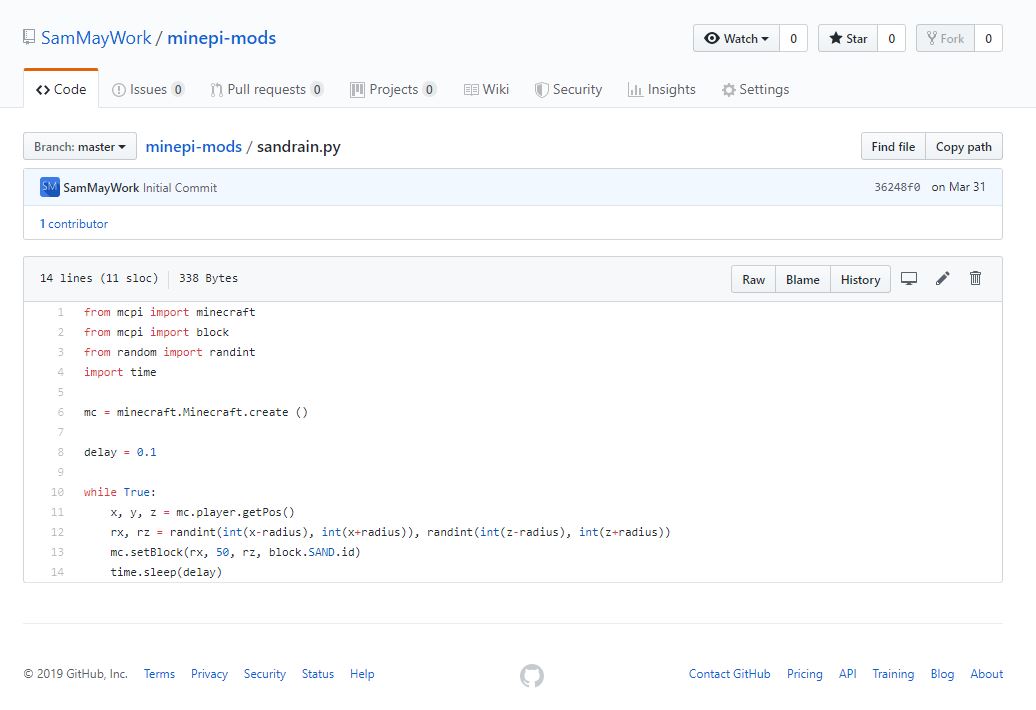 SamMayWork / minepi-mods
Watch 0 Star 0 Fork 0
Code Issues 0 Pull requests 0 Projects 0 Wiki Security Insights Settings
Branch: master minepi-mods / sandrain.py Find file Copy path
SM SamMayWork Initial Commit 36248f0 on Mar 31
1 contributor
14 lines (11 sloc) 338 Bytes Raw Blame History
1 from mcpi import minecraft
2 from mcpi import block
3 from random import randint
4 import time
5
6 mc = minecraft.Minecraft.create ()
7
8 delay = 0.1
9
10 while True:
11 x, y, z = mc.player.getPos()
12 rx, rz = randint(int(x-radius), int(x+radius)), randint(int(z-radius), int(z+radius))
13 mc.setBlock(rx, 50, rz, block.SAND.id)
14 time.sleep(delay)
© 2019 GitHub, Inc. Terms Privacy Security Status Help Contact GitHub Pricing API Training Blog About